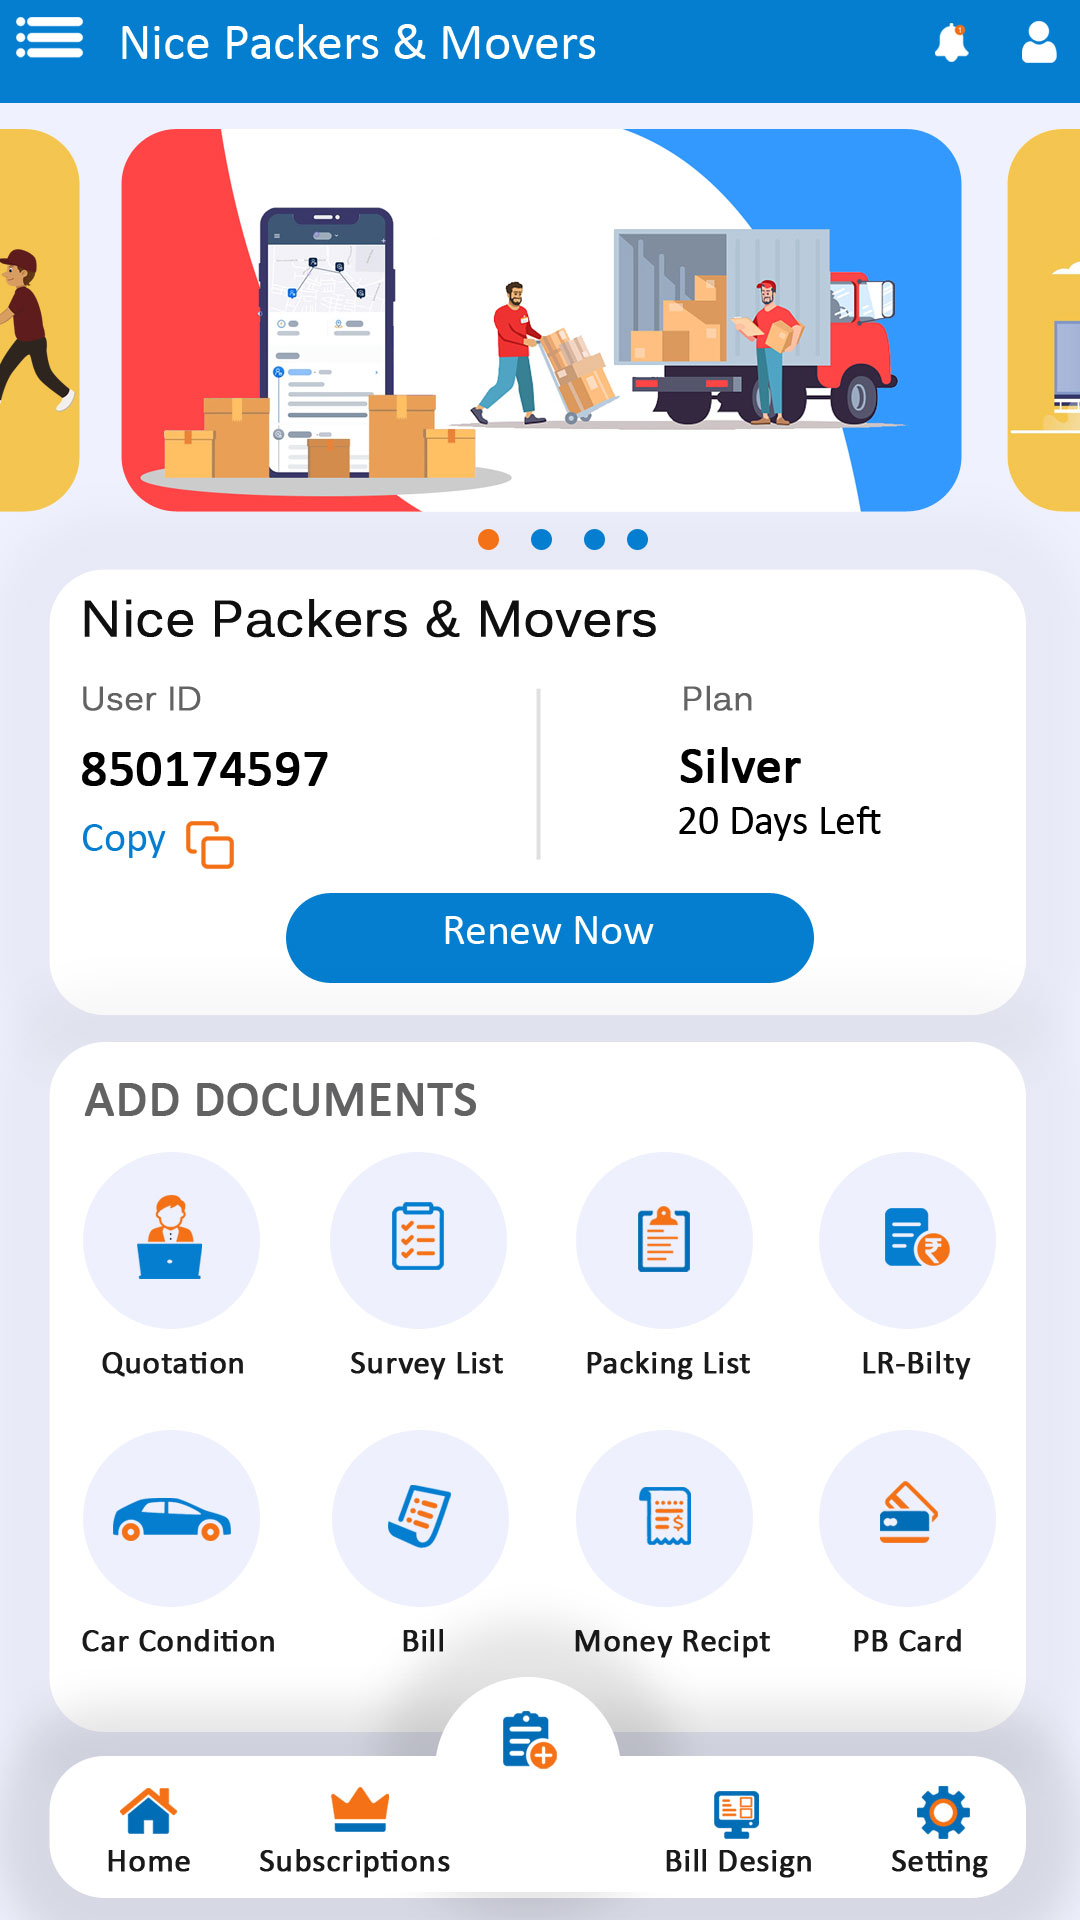 Nice Packers & Movers
Nice Packers & Movers
User ID
Plan
850174597
Silver
20 Days Left
Copy
Renew Now
ADD DOCUMENTS
Quotation
Survey List
Packing List
LR-Bilty
Car Condition
Bill
Money Recipt
PB Card
Home
Subscriptions
Bill Design
Setting